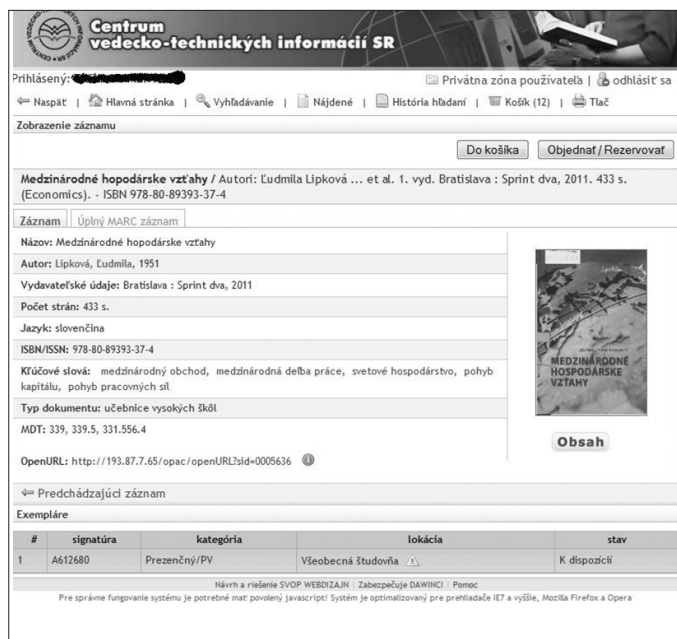 Centrum
vedecko-technických informácií SR
Prihlásený:
Privátna zóna používateľa | odhlásiť sa
Naspäť | Hlavná stránka | Vyhľadávanie | Nájdené | História hľadaní | Košík (12) | Tlač
Zobrazenie záznamu
Do košíka Objednať / Rezervovať
Medzinárodné hopodárske vzťahy / Autori: Ľudmila Lipková ... et al. 1. vyd. Bratislava : Sprint dva, 2011. 433 s.
(Economics). - ISBN 978-80-89393-37-4
Záznam Úplný MARC záznam
Názov: Medzinárodné hopodárske vzťahy
Autor: Lipková, Ľudmila, 1951
Vydavateľské údaje: Bratislava : Sprint dva, 2011
Počet strán: 433 s.
Jazyk: slovenčina
ISBN/ISSN: 978-80-89393-37-4
Kľúčové slová: medzinárodný obchod, medzinárodná deľba práce, svetové hospodárstvo, pohyb
kapitálu, pohyb pracovných síl
Typ dokumentu: učebnice vysokých škôl
MDT: 339, 339.5, 331.556.4
OpenURL: http://193.87.7.65/opac/openURL?sid=0005636
MEDZINÁRODNÉ
HOSPODÁRSKE
VZŤAHY
Obsah
Predchádzajúci záznam
Exempláre
# signatúra kategória lokácia stav
1 A612680 Prezenčný/PV Všeobecná študovňa K dispozícií
Návrh a riešenie SVOP WEBDIZAJN | Zabezpečuje DAWINCI | Pomoc
Pre správne fungovanie systému je potrebné mať povolený javascript! Systém je optimalizovaný pre prehliadače IE7 a vyššie, Mozilla Firefox a Opera